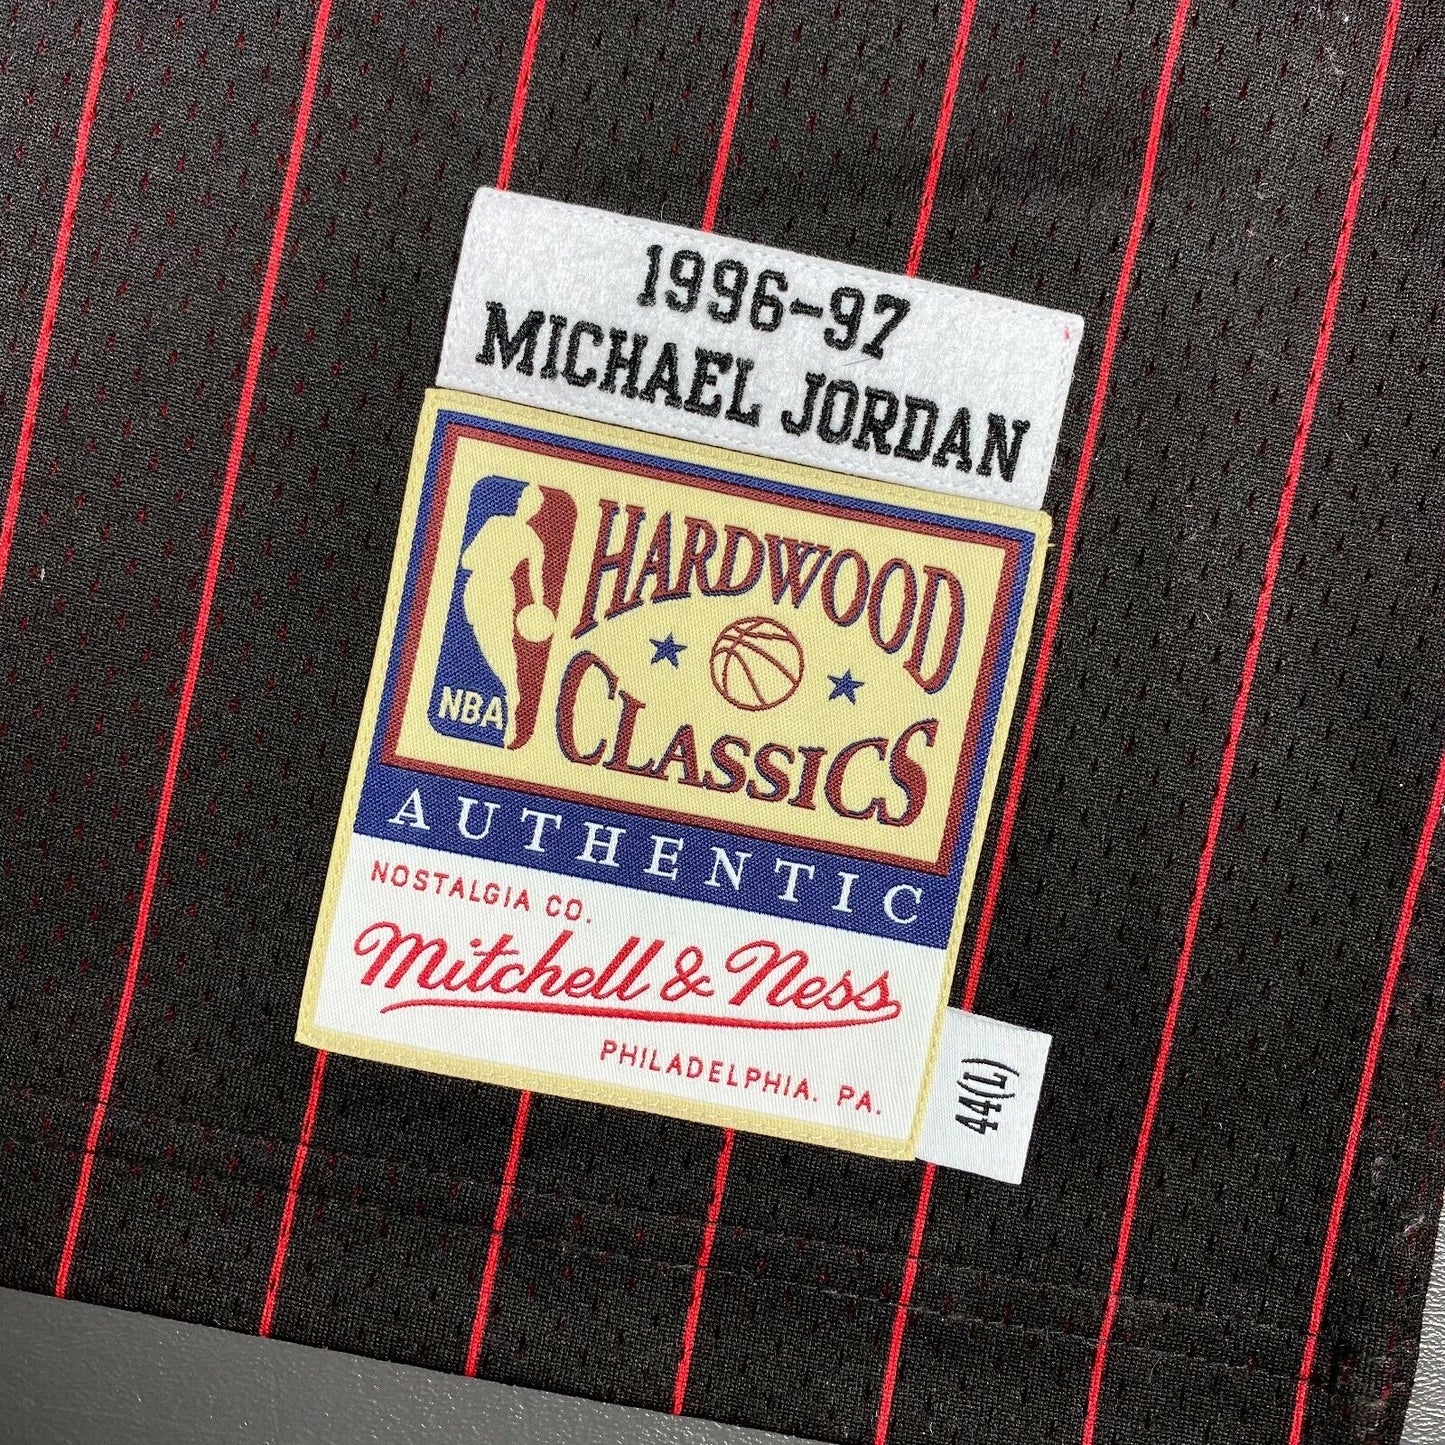 1996-97
MICHAEL JORDAN
NBA
HARDWOOD
CLASSICS
AUTHENTIC
NOSTALGIA CO.
Mitchell & Ness
PHILADELPHIA. PA.
44(L)